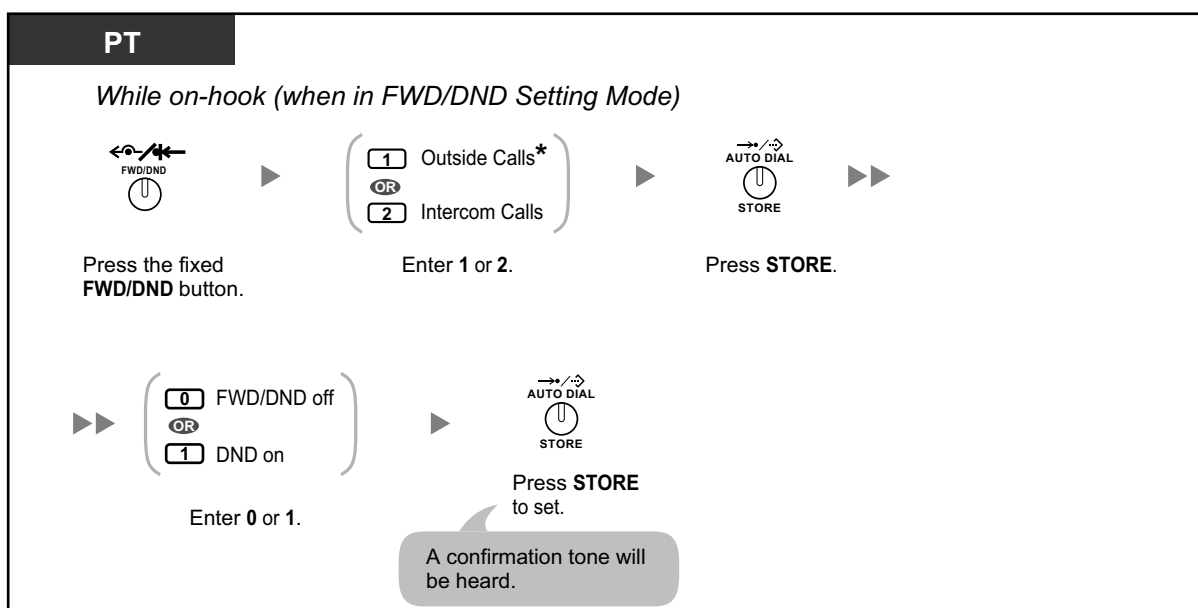 PT
While on-hook (when in FWD/DND Setting Mode)
FWD/DND
1 Outside Calls*
OR
2 Intercom Calls
AUTO DIAL
STORE
Press the fixed
FWD/DND button.
Enter 1 or 2.
Press STORE.
0 FWD/DND off
OR
1 DND on
Enter 0 or 1.
AUTO DIAL
STORE
Press STORE
to set.
A confirmation tone will
be heard.